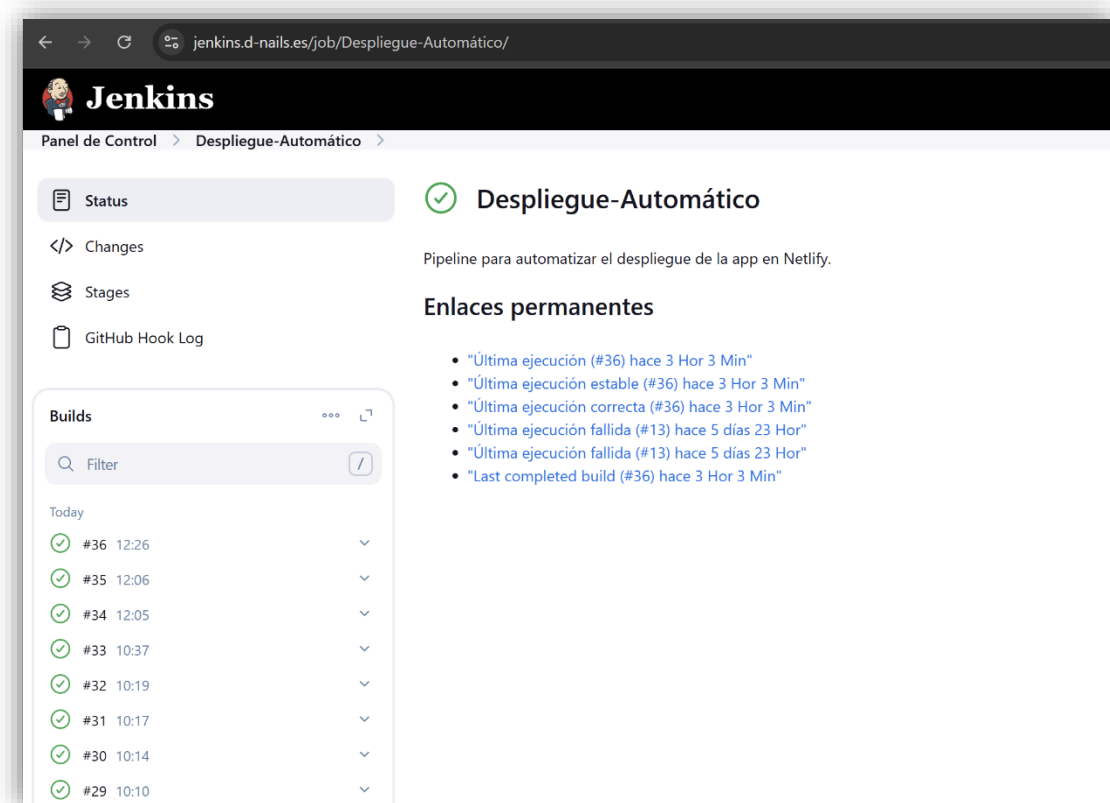 jenkins.d-nails.es/job/Despliegue-Automático/
Jenkins
Panel de Control > Despliegue-Automático >
Status
Changes
Stages
GitHub Hook Log
Builds
Filter /
Today
#36 12:26
#35 12:06
#34 12:05
#33 10:37
#32 10:19
#31 10:17
#30 10:14
#29 10:10
Despliegue-Automático
Pipeline para automatizar el despliegue de la app en Netlify.
Enlaces permanentes
"Última ejecución (#36) hace 3 Hor 3 Min"
"Última ejecución estable (#36) hace 3 Hor 3 Min"
"Última ejecución correcta (#36) hace 3 Hor 3 Min"
"Última ejecución fallida (#13) hace 5 días 23 Hor"
"Última ejecución fallida (#13) hace 5 días 23 Hor"
"Last completed build (#36) hace 3 Hor 3 Min"